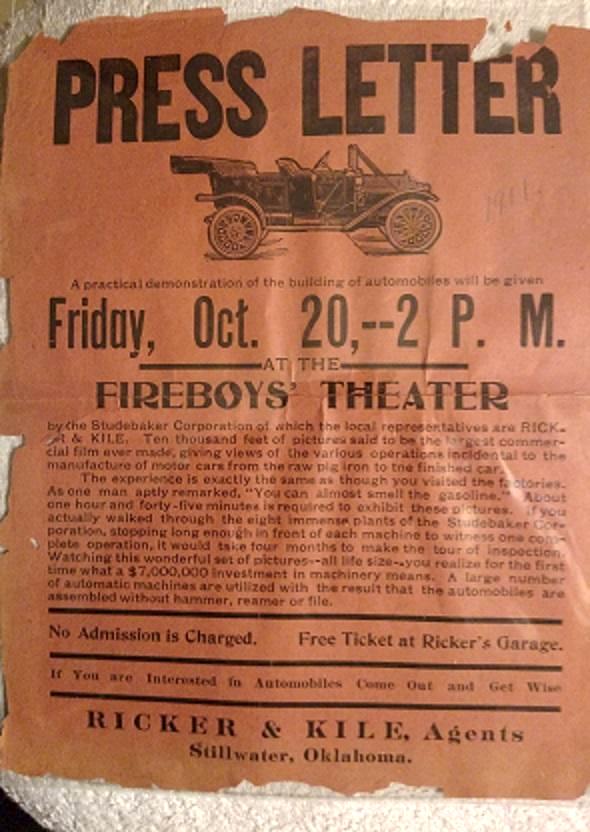 PRESS LETTER
1911
A practical demonstration of the building of automobiles will be given
Friday, Oct. 20,--2 P. M.
AT THE
FIREBOYS' THEATER
by the Studebaker Corporation of which the local representatives are RICK-
& KILE. Ten thousand feet of pictures said to be the largest commer-
cial film ever made, giving views of the various operations incidental to the
manufacture of motor cars from the raw pig iron to tne finished car.
The experience is exactly the same as though you visited the factories.
As one man aptly remarked, "You can almost smell the gasoline." About
one hour and forty-five minutes is required to exhibit these pictures. If you
actually walked through the eight immense plants of the Studebaker Cor-
poration, stopping long enough in front of each machine to witness one com-
plete operation, it would take four months to make the tour of inspection.
Watching this wonderful set of pictures--all life size--you realize for the first
time what a $7,000,000 investment in machinery means. A large number
of automatic machines are utilized with the result that the automobiles are
assembled without hammer, reamer or file.
No Admission is Charged. Free Ticket at Ricker's Garage.
If You are Interested in Automobiles Come Out and Get Wise
RICKER & KILE, Agents
Stillwater, Oklahoma.